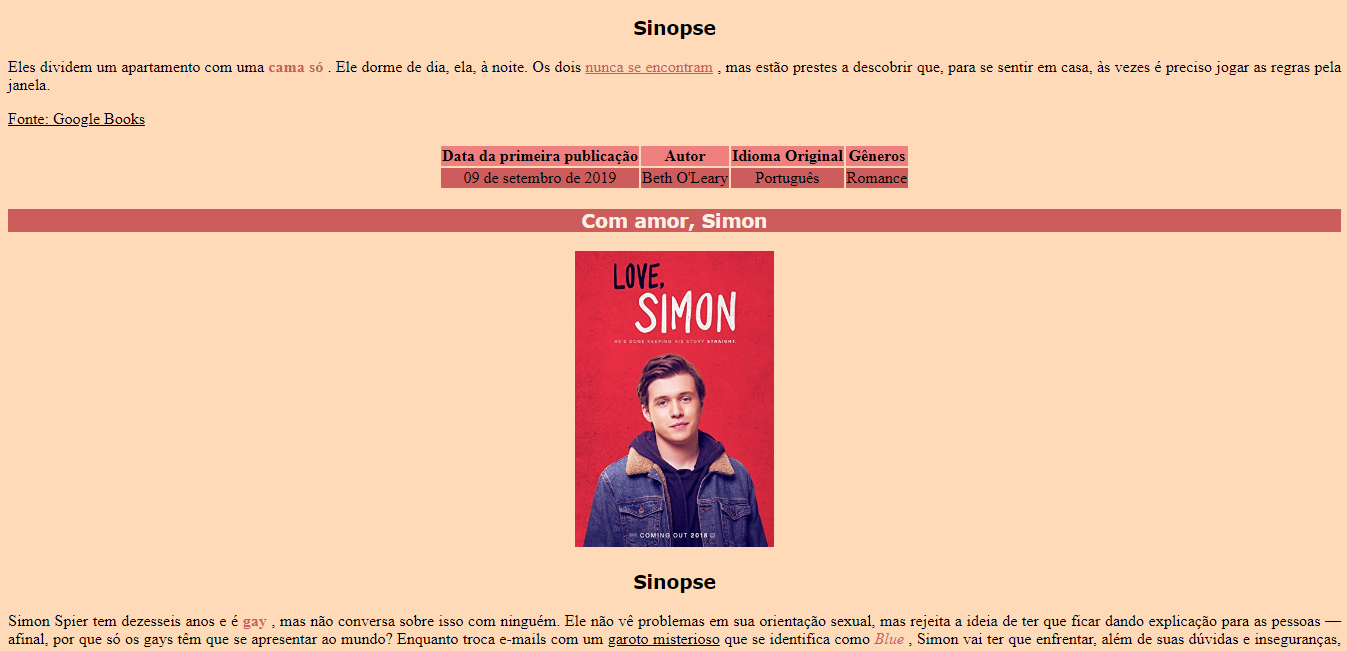 Sinopse
Eles dividem um apartamento com uma cama só . Ele dorme de dia, ela, à noite. Os dois nunca se encontram , mas estão prestes a descobrir que, para se sentir em casa, às vezes é preciso jogar as regras pela
janela.
Fonte: Google Books
Data da primeira publicação Autor Idioma Original Gêneros
09 de setembro de 2019 Beth O'Leary Português Romance
Com amor, Simon
LOVE,
SIMON
HE'S DONE KEEPING HIS STORY STRAIGHT.
COMING OUT 2018
Sinopse
Simon Spier tem dezesseis anos e é gay , mas não conversa sobre isso com ninguém. Ele não vê problemas em sua orientação sexual, mas rejeita a ideia de ter que ficar dando explicação para as pessoas —
afinal, por que só os gays têm que se apresentar ao mundo? Enquanto troca e-mails com um garoto misterioso que se identifica como Blue , Simon vai ter que enfrentar, além de suas dúvidas e inseguranças,